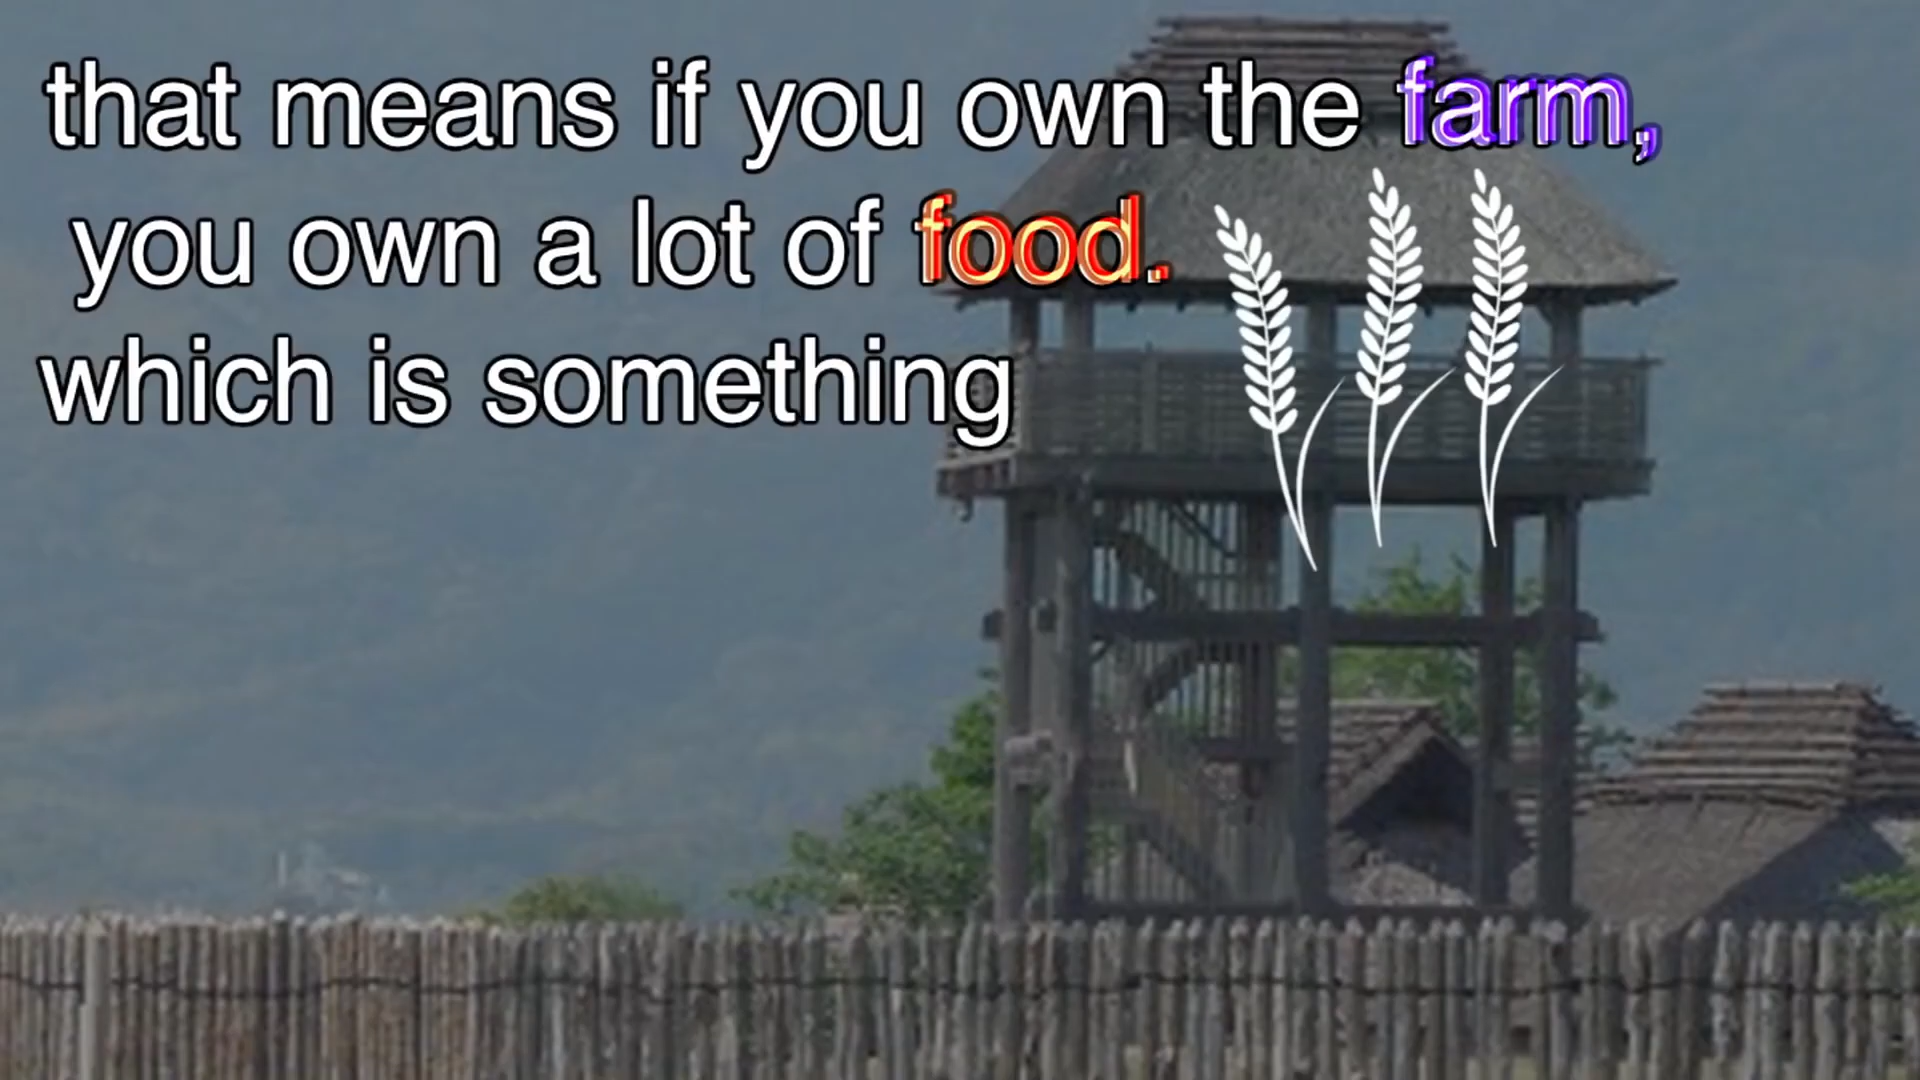 that means if you own the farm,
you own a lot of food.
which is something